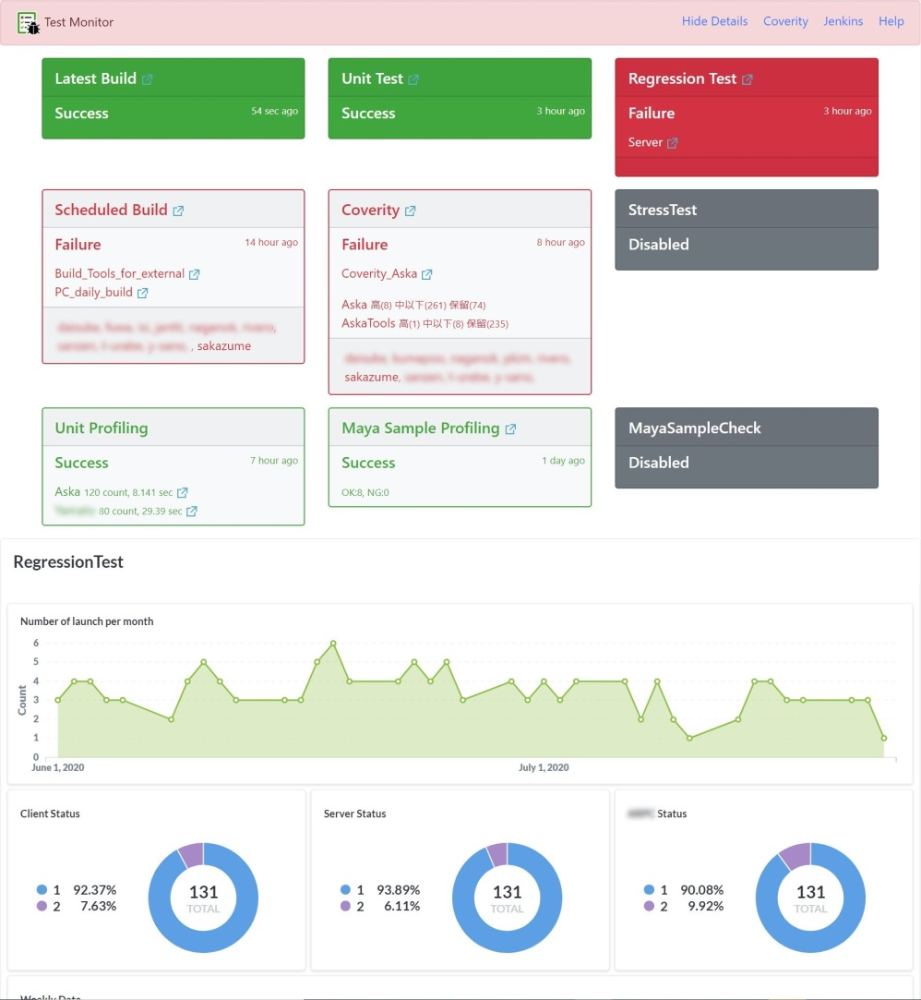 Test Monitor
Hide Details Coverity Jenkins Help
Latest Build
Success 54 sec ago
Unit Test
Success 3 hour ago
Regression Test
Failure 3 hour ago
Server
Scheduled Build
Failure 14 hour ago
Build_Tools_for_external
PC_daily_build
, sakazume
Coverity
Failure 8 hour ago
Coverity_Aska
Aska 高(8) 中以下(261) 保留(74)
AskaTools 高(1) 中以下(8) 保留(235)
sakazume,
StressTest
Disabled
Unit Profiling
Success 7 hour ago
Aska 120 count, 8.141 sec
80 count, 29.39 sec
Maya Sample Profiling
Success 1 day ago
OK:8, NG:0
MayaSampleCheck
Disabled
RegressionTest
Number of launch per month
Count
6
5
4
3
2
1
0
June 1, 2020 July 1, 2020
Client Status
1 92.37%
2 7.63%
131
TOTAL
Server Status
1 93.89%
2 6.11%
131
TOTAL
Status
1 90.08%
2 9.92%
131
TOTAL
Weekly Data